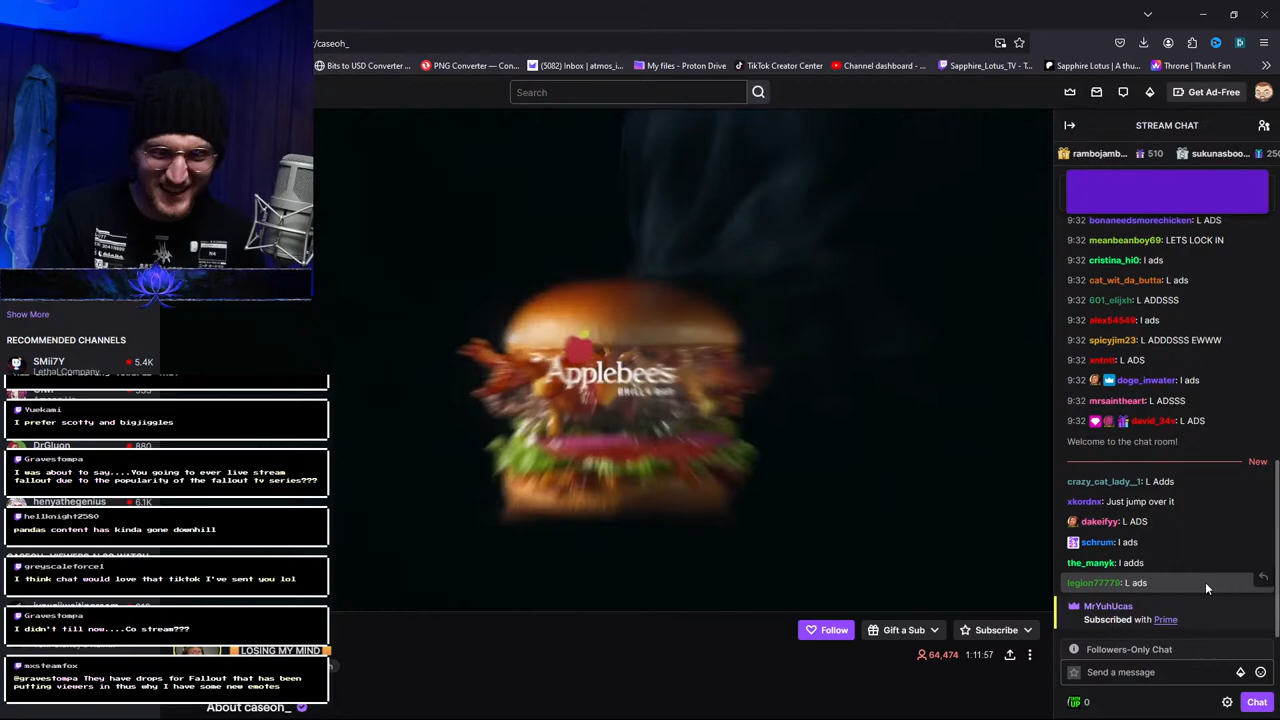 /caseoh_
Bits to USD Converter ...
PNG Converter — Con...
(5082) Inbox | atmos_i...
My files - Proton Drive
TikTok Creator Center
Channel dashboard - ...
Sapphire_Lotus_TV - T...
Sapphire Lotus | A tru...
Throne | Thank Fan
Search
Get Ad-Free
STREAM CHAT
rambojamb...
510
sukunasboo...
250
9:32 bonaneedsmorechicken: L ADS
9:32 meanbeanboy69: LETS LOCK IN
9:32 cristina_hi0: l ads
9:32 cat_wit_da_butta: L ads
9:32 601_elijxh: L ADDSSS
9:32 alex54549: l ads
9:32 spicyjim23: L ADDDSSS EWWW
9:32 xntntt: L ADS
9:32 doge_inwater: l ads
9:32 mrsaintheart: L ADSSS
9:32 david_34v: L ADS
Welcome to the chat room!
New
crazy_cat_lady__1: L Adds
xkordnx: Just jump over it
dakeifyy: L ADS
schrum: l ads
the_manyk: l adds
legion77779: L ads
MrYuhUcas
Subscribed with Prime
Followers-Only Chat
Send a message
0
Chat
Applebee's
GRILL + BAR
Show More
RECOMMENDED CHANNELS
SMii7Y
5.4K
Lethal Company
Yuekami
I prefer scotty and bigjiggles
DrGluon
880
Gravestompa
I was about to say....You going to ever live stream
fallout due to the popularity of the fallout tv series???
henyathegenius
6.1K
hellknight2580
pandas content has kinda gone downhill
greyscaleforce1
I think chat would love that tiktok I've sent you lol
Gravestompa
I didn't till now....Co stream???
mxsteamfox
@gravestompa They have drops for Fallout that has been
putting viewers in thus why I have some new emotes
LOSING MY MIND
Follow
Gift a Sub
Subscribe
64,474
1:11:57
About caseoh_